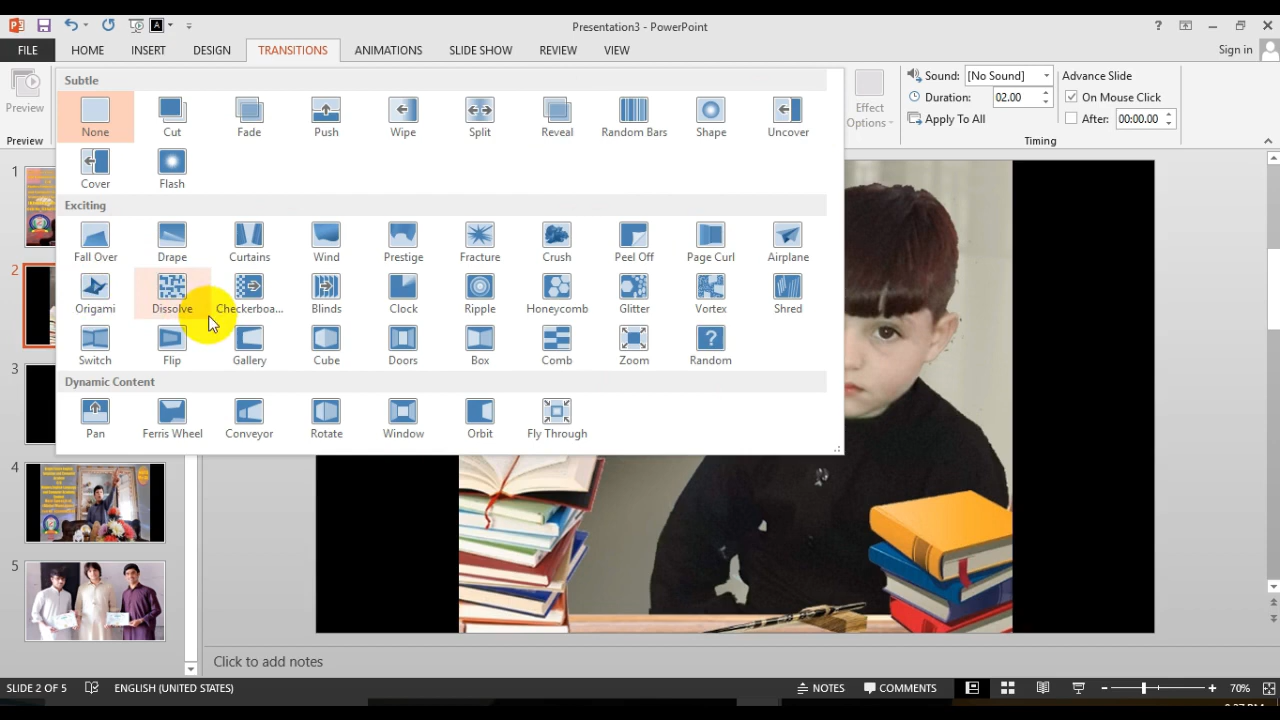 Presentation3 - PowerPoint
FILE
HOME
INSERT
DESIGN
TRANSITIONS
ANIMATIONS
SLIDE SHOW
REVIEW
VIEW
Sign in
Preview
Preview
Subtle
None
Cut
Fade
Push
Wipe
Split
Reveal
Random Bars
Shape
Uncover
Cover
Flash
Exciting
Fall Over
Drape
Curtains
Wind
Prestige
Fracture
Crush
Peel Off
Page Curl
Airplane
Origami
Dissolve
Checkerboa...
Blinds
Clock
Ripple
Honeycomb
Glitter
Vortex
Shred
Switch
Flip
Gallery
Cube
Doors
Box
Comb
Zoom
Random
Dynamic Content
Pan
Ferris Wheel
Conveyor
Rotate
Window
Orbit
Fly Through
Effect
Options
Sound: [No Sound]
Duration: 02.00
Apply To All
Advance Slide
On Mouse Click
After: 00:00.00
Timing
1
2
3
4
5
Click to add notes
SLIDE 2 OF 5
ENGLISH (UNITED STATES)
NOTES
COMMENTS
70%